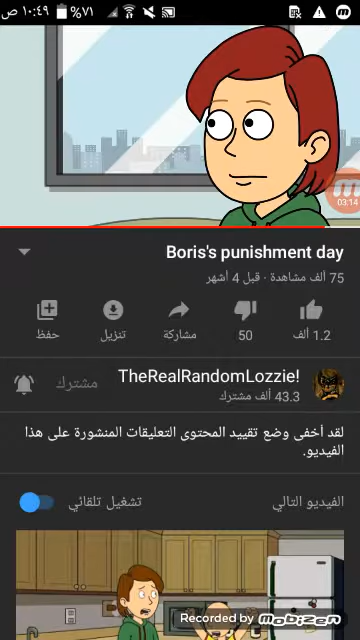 ١٠:٤٩ ص
%٧١
03:14
Boris's punishment day
75 ألف مشاهدة · قبل 4 أشهر
1.2 ألف
50
مشاركة
تنزيل
حفظ
TheRealRandomLozzie!
43.3 ألف مشترك
مشترك
لقد أخفى وضع تقييد المحتوى التعليقات المنشورة على هذا
الفيديو.
الفيديو التالي
تشغيل تلقائي
Recorded by mobizen